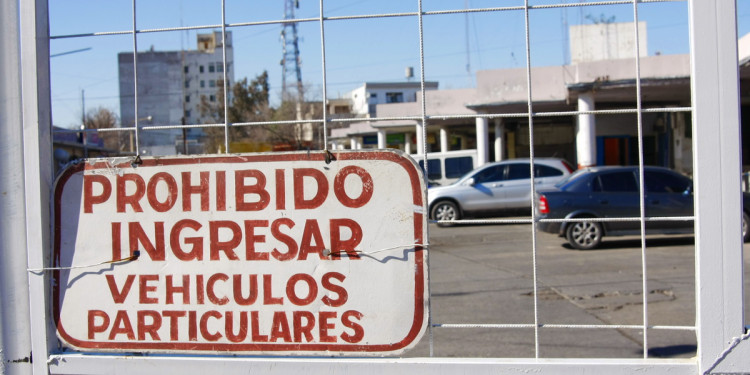 PROHIBIDO
INGRESAR
VEHICULOS
PARTICULARES